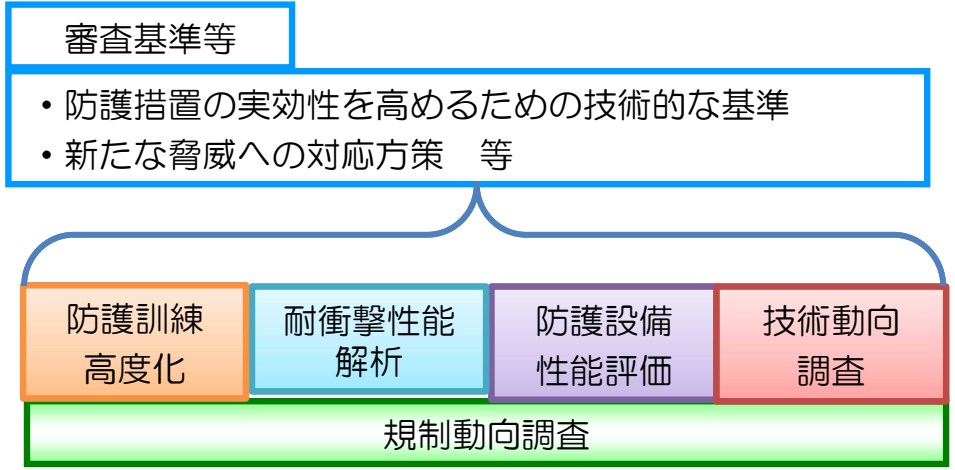 審査基準等
・防護措置の実効性を高めるための技術的な基準
・新たな脅威への対応方策　等
防護訓練
高度化
耐衝撃性能
解析
防護設備
性能評価
技術動向
調査
規制動向調査